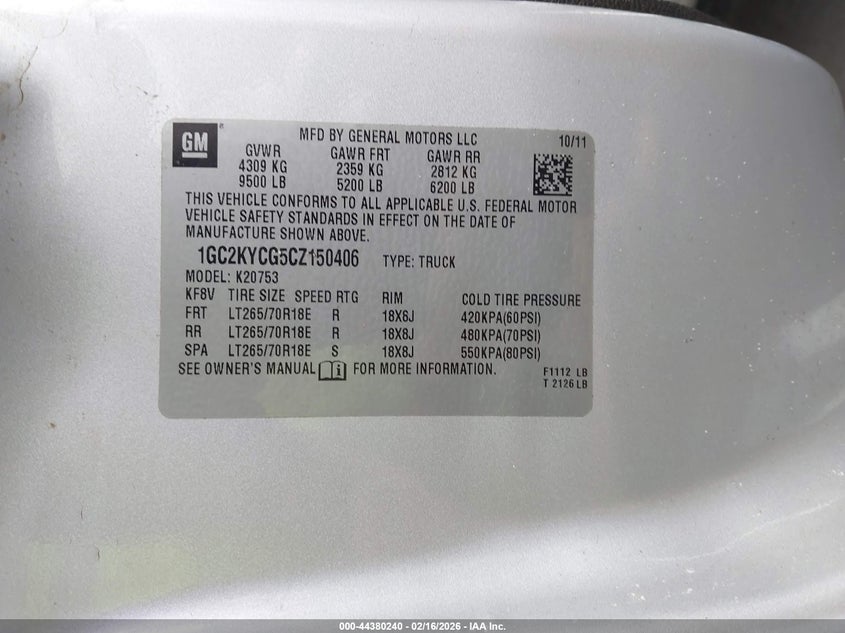 GM
MFD BY GENERAL MOTORS LLC 10/11
GVWR GAWR FRT GAWR RR
4309 KG 2359 KG 2812 KG
9500 LB 5200 LB 6200 LB
THIS VEHICLE CONFORMS TO ALL APPLICABLE U.S. FEDERAL MOTOR
VEHICLE SAFETY STANDARDS IN EFFECT ON THE DATE OF
MANUFACTURE SHOWN ABOVE.
1GC2KYCG5CZ150406 TYPE: TRUCK
MODEL: K20753
KF8V TIRE SIZE SPEED RTG RIM COLD TIRE PRESSURE
FRT LT265/70R18E R 18X8J 420KPA(60PSI)
RR LT265/70R18E R 18X8J 480KPA(70PSI)
SPA LT265/70R18E S 18X8J 550KPA(80PSI)
SEE OWNER'S MANUAL FOR MORE INFORMATION.
F1112 LB
T 2126 LB
000-44380240 - 02/16/2026 - IAA Inc.